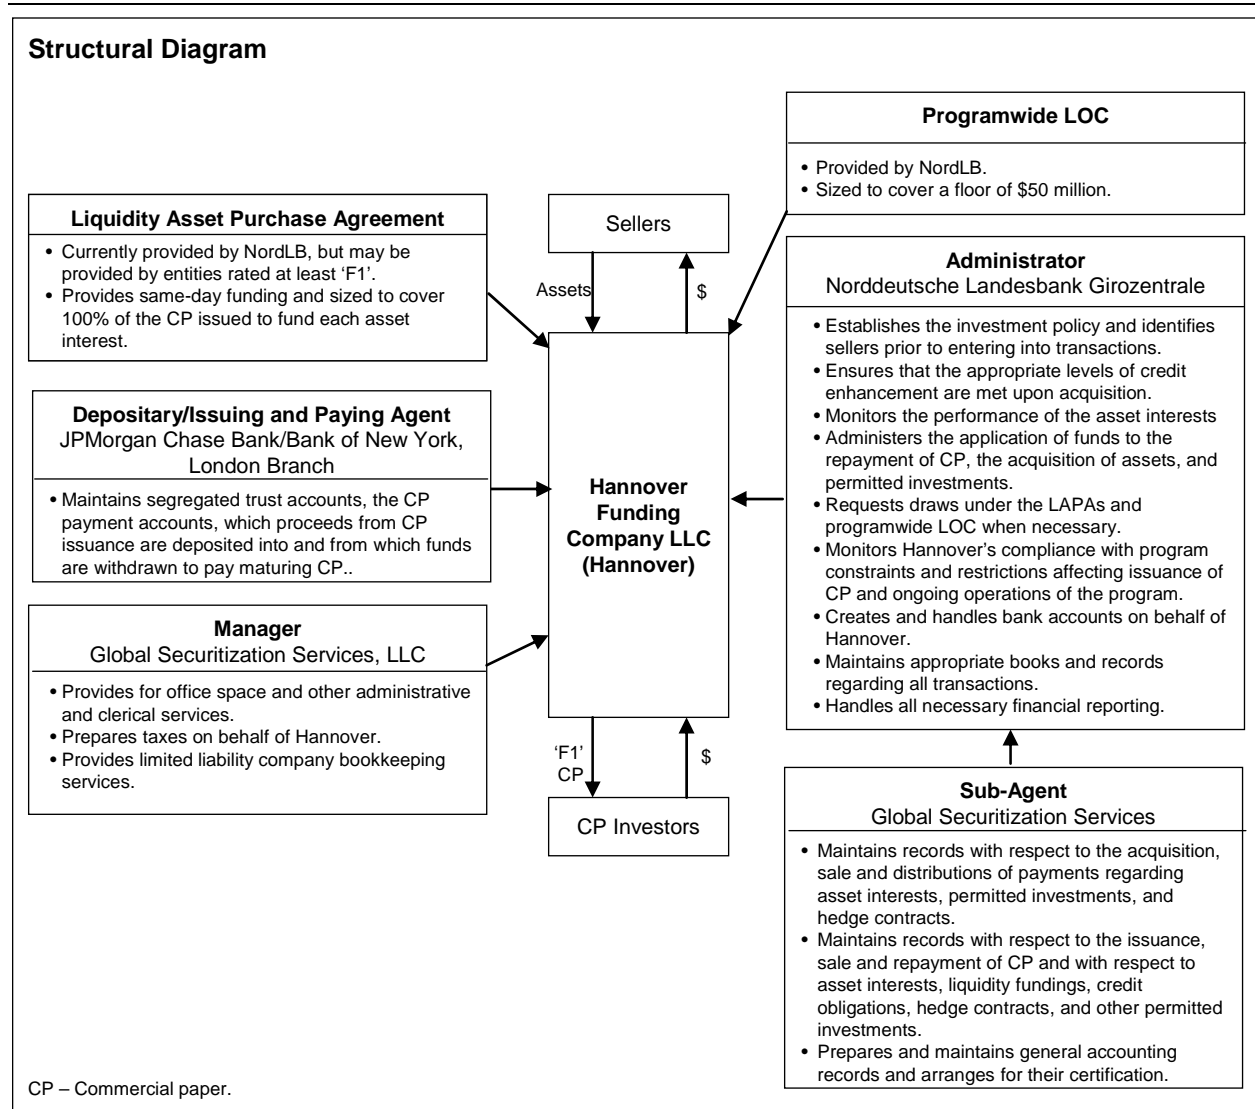 Structural Diagram
Programwide LOC
• Provided by NordLB.
• Sized to cover a floor of $50 million.
Liquidity Asset Purchase Agreement
• Currently provided by NordLB, but may be
provided by entities rated at least ‘F1’.
• Provides same-day funding and sized to cover
100% of the CP issued to fund each asset
interest.
Sellers
Assets
$
Administrator
Norddeutsche Landesbank Girozentrale
• Establishes the investment policy and identifies
sellers prior to entering into transactions.
• Ensures that the appropriate levels of credit
enhancement are met upon acquisition.
• Monitors the performance of the asset interests
• Administers the application of funds to the
repayment of CP, the acquisition of assets, and
permitted investments.
• Requests draws under the LAPAs and
programwide LOC when necessary.
• Monitors Hannover’s compliance with program
constraints and restrictions affecting issuance of
CP and ongoing operations of the program.
• Creates and handles bank accounts on behalf of
Hannover.
• Maintains appropriate books and records
regarding all transactions.
• Handles all necessary financial reporting.
Depositary/Issuing and Paying Agent
JPMorgan Chase Bank/Bank of New York,
London Branch
• Maintains segregated trust accounts, the CP
payment accounts, which proceeds from CP
issuance are deposited into and from which funds
are withdrawn to pay maturing CP..
Hannover
Funding
Company LLC
(Hannover)
Manager
Global Securitization Services, LLC
• Provides for office space and other administrative
and clerical services.
• Prepares taxes on behalf of Hannover.
• Provides limited liability company bookkeeping
services.
‘F1’
CP
$
CP Investors
Sub-Agent
Global Securitization Services
• Maintains records with respect to the acquisition,
sale and distributions of payments regarding
asset interests, permitted investments, and
hedge contracts.
• Maintains records with respect to the issuance,
sale and repayment of CP and with respect to
asset interests, liquidity fundings, credit
obligations, hedge contracts, and other permitted
investments.
• Prepares and maintains general accounting
records and arranges for their certification.
CP – Commercial paper.